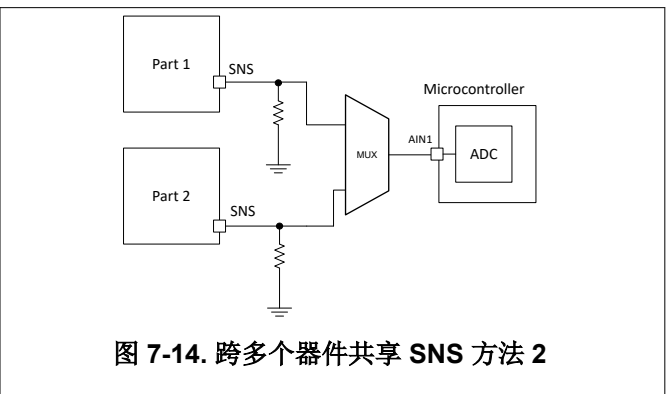 Part 1
SNS
Microcontroller
MUX
AIN1
ADC
Part 2
SNS
图 7-14. 跨多个器件共享 SNS 方法 2